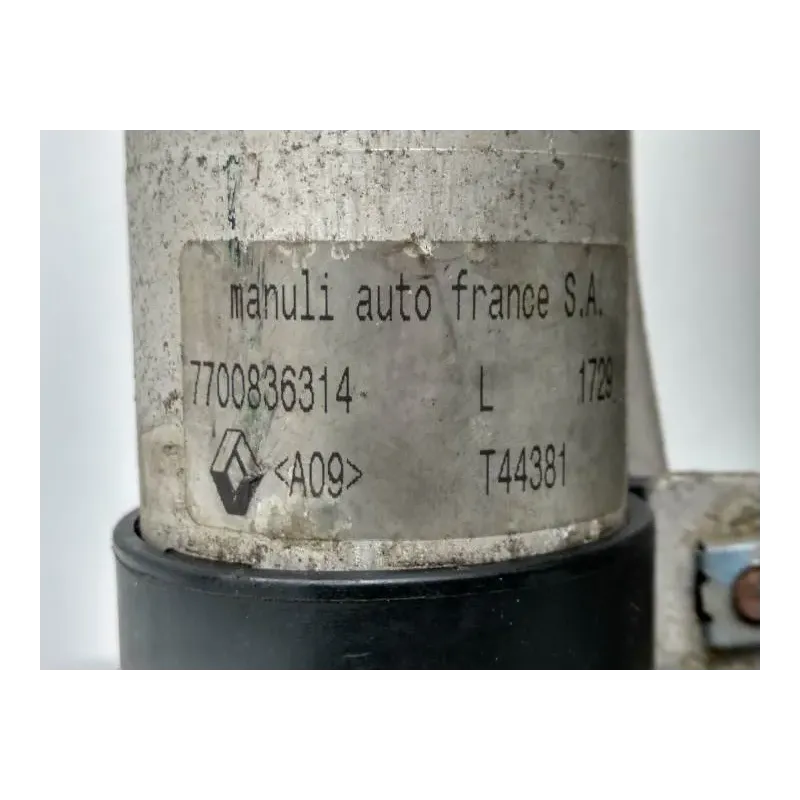 manuli auto france S.A.
7700836314 L 1729
<A09> T44381